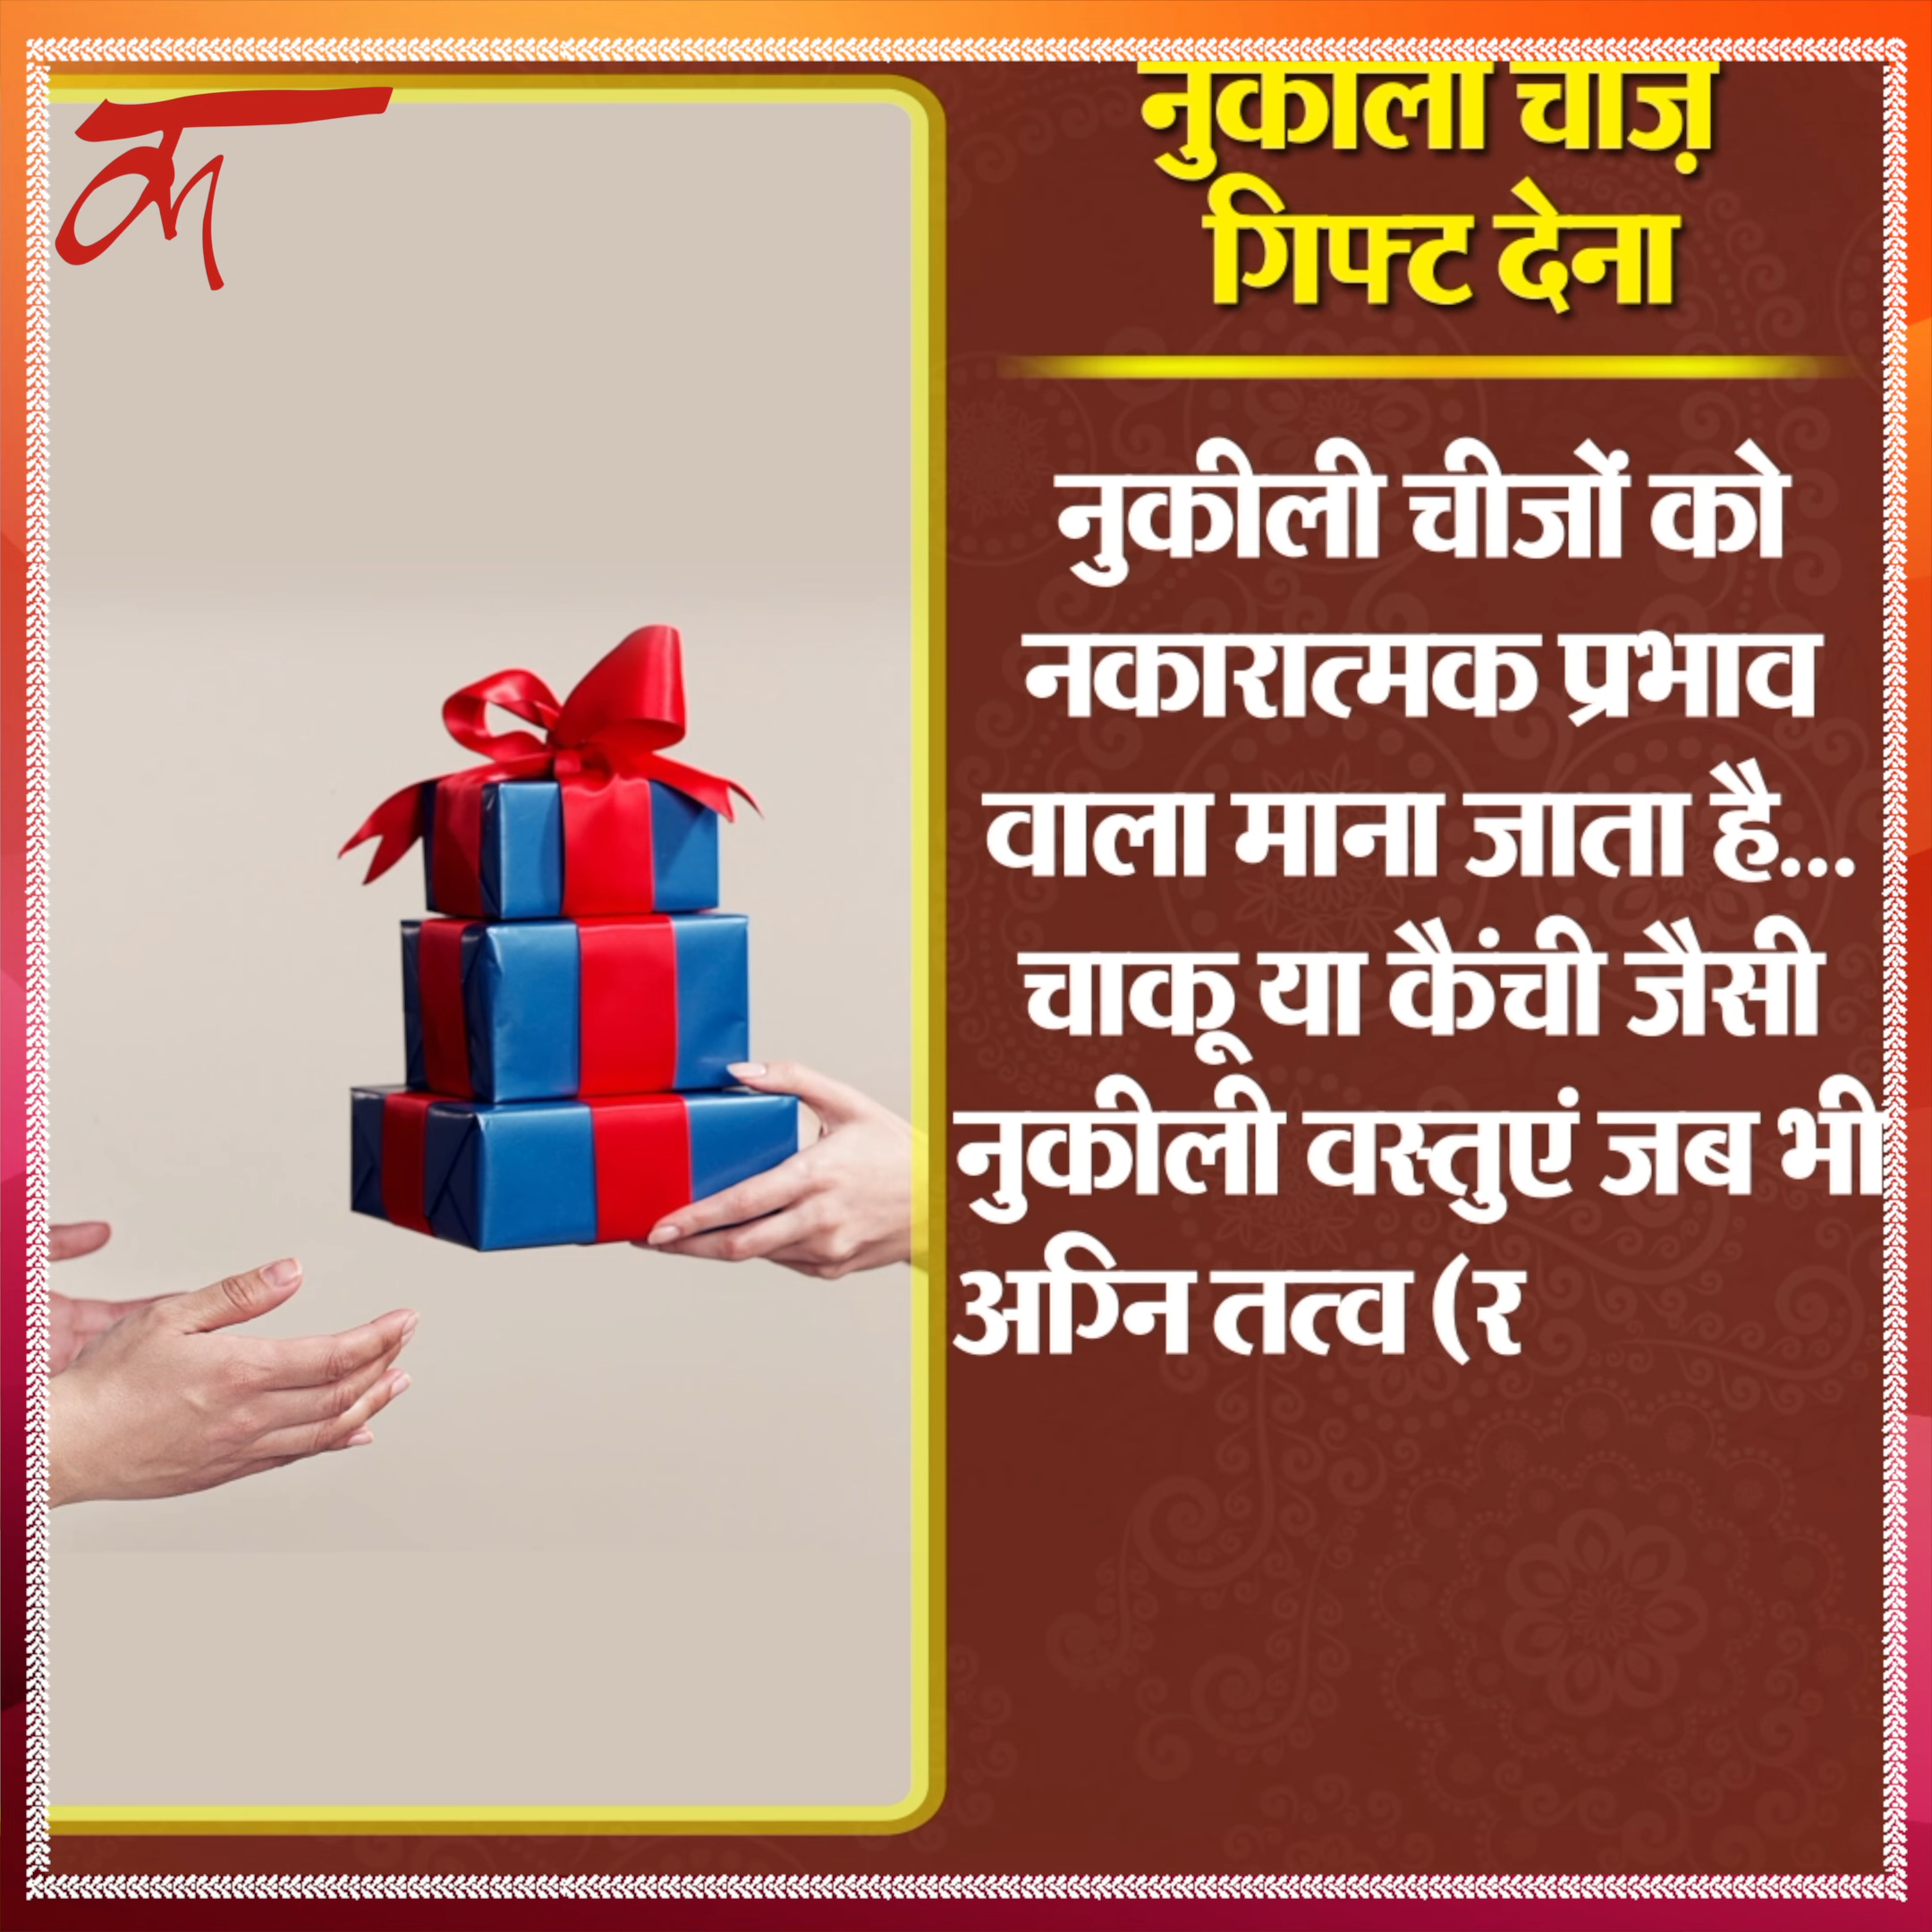 क
नुकीली चीज़
गिफ्ट देना
नुकीली चीजों को
नकारात्मक प्रभाव
वाला माना जाता है...
चाकू या कैंची जैसी
नुकीली वस्तुएं जब भी
अग्नि तत्व (र